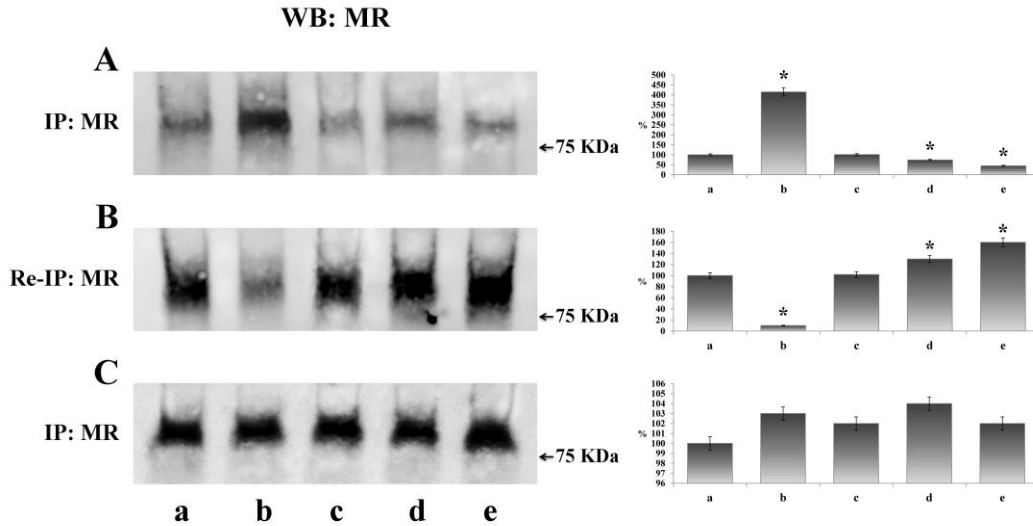 WB: MR
A
IP: MR
←75 KDa
500
450
400
350
300
250
200
150
100
50
0
%
*
*
*
a b c d e
B
Re-IP: MR
←75 KDa
180
160
140
120
100
80
60
40
20
0
%
*
*
*
a b c d e
C
IP: MR
←75 KDa
106
105
104
103
102
101
100
99
98
97
96
%
a b c d e
a b c d e